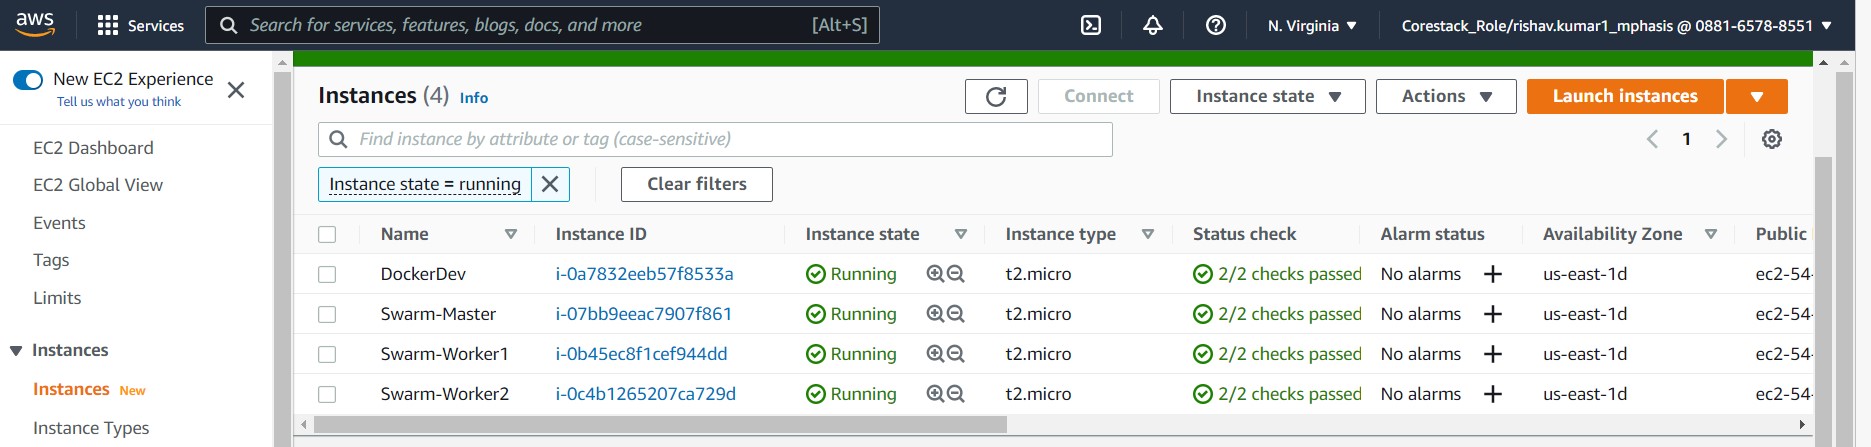 aws
Services
Search for services, features, blogs, docs, and more [Alt+S]
N. Virginia
Corestack_Role/rishav.kumar1_mphasis @ 0881-6578-8551
New EC2 Experience
Tell us what you think
EC2 Dashboard
EC2 Global View
Events
Tags
Limits
Instances
Instances New
Instance Types
Instances (4) Info
Connect
Instance state
Actions
Launch instances
Find instance by attribute or tag (case-sensitive)
1
Instance state = running
Clear filters
Name Instance ID Instance state Instance type Status check Alarm status Availability Zone Public
DockerDev i-0a7832eeb57f8533a Running t2.micro 2/2 checks passed No alarms + us-east-1d ec2-54-
Swarm-Master i-07bb9eeac7907f861 Running t2.micro 2/2 checks passed No alarms + us-east-1d ec2-54-
Swarm-Worker1 i-0b45ec8f1cef944dd Running t2.micro 2/2 checks passed No alarms + us-east-1d ec2-54-
Swarm-Worker2 i-0c4b1265207ca729d Running t2.micro 2/2 checks passed No alarms + us-east-1d ec2-54-